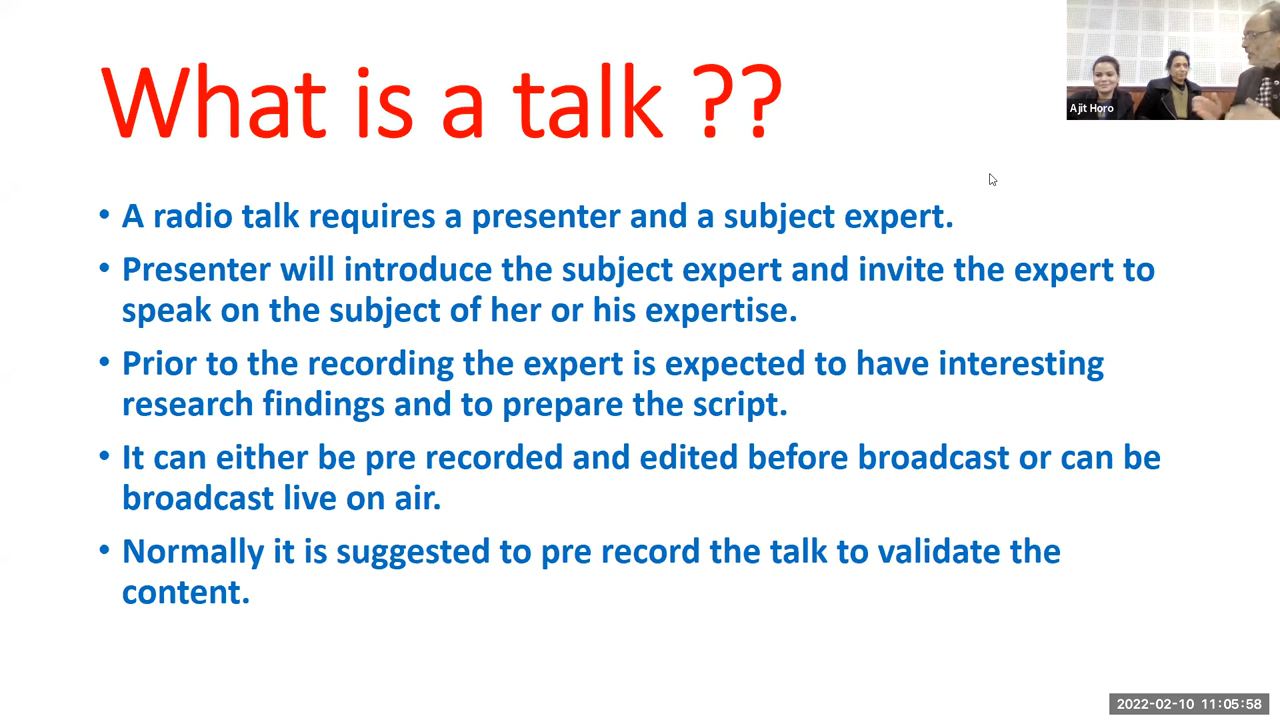 What is a talk ??
Ajit Horo
• A radio talk requires a presenter and a subject expert.
• Presenter will introduce the subject expert and invite the expert to
speak on the subject of her or his expertise.
• Prior to the recording the expert is expected to have interesting
research findings and to prepare the script.
• It can either be pre recorded and edited before broadcast or can be
broadcast live on air.
• Normally it is suggested to pre record the talk to validate the
content.
2022-02-10 11:05:58